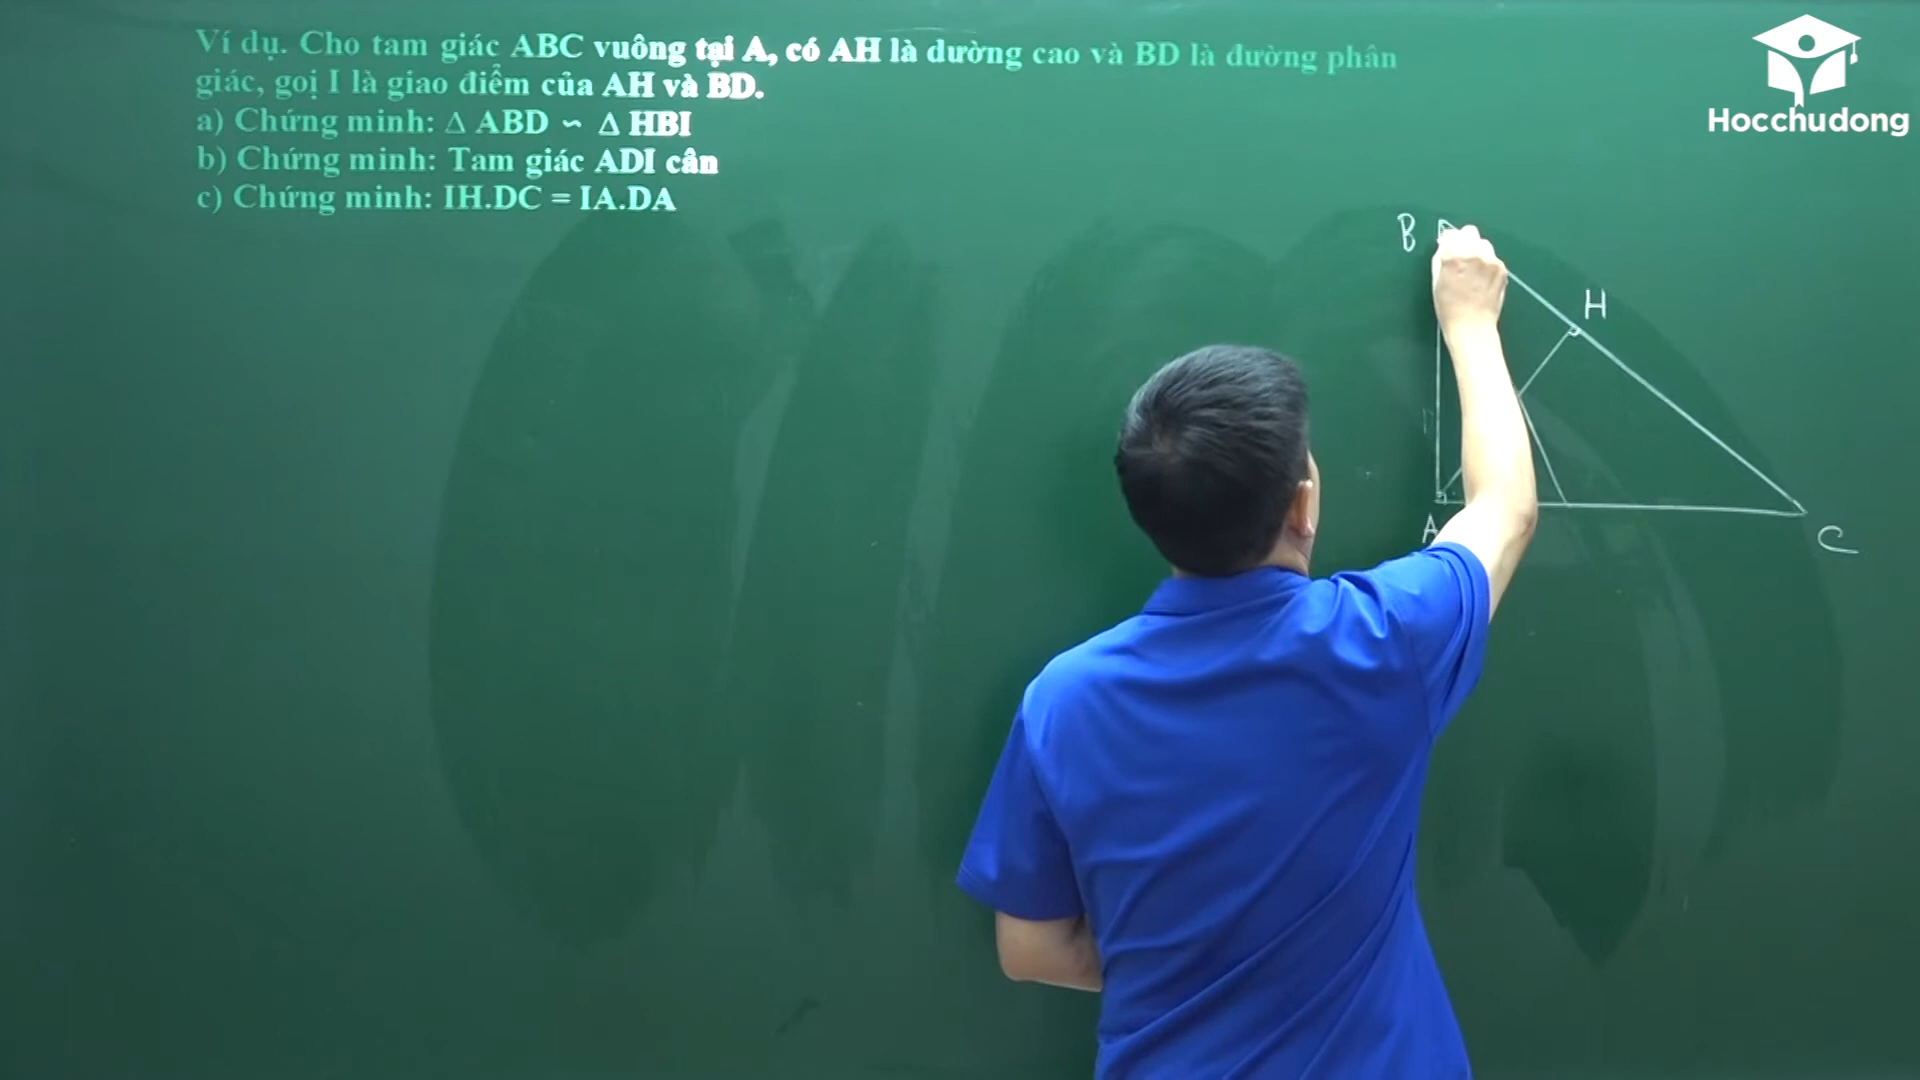 Ví dụ. Cho tam giác ABC vuông tại A, có AH là dường cao và BD là đường phân
giác, goị I là giao điểm của AH và BD.
a) Chứng minh: Δ ABD ∽ Δ HBI
b) Chứng minh: Tam giác ADI cân
c) Chứng minh: IH.DC = IA.DA
Hocchudong
B
H
A
C